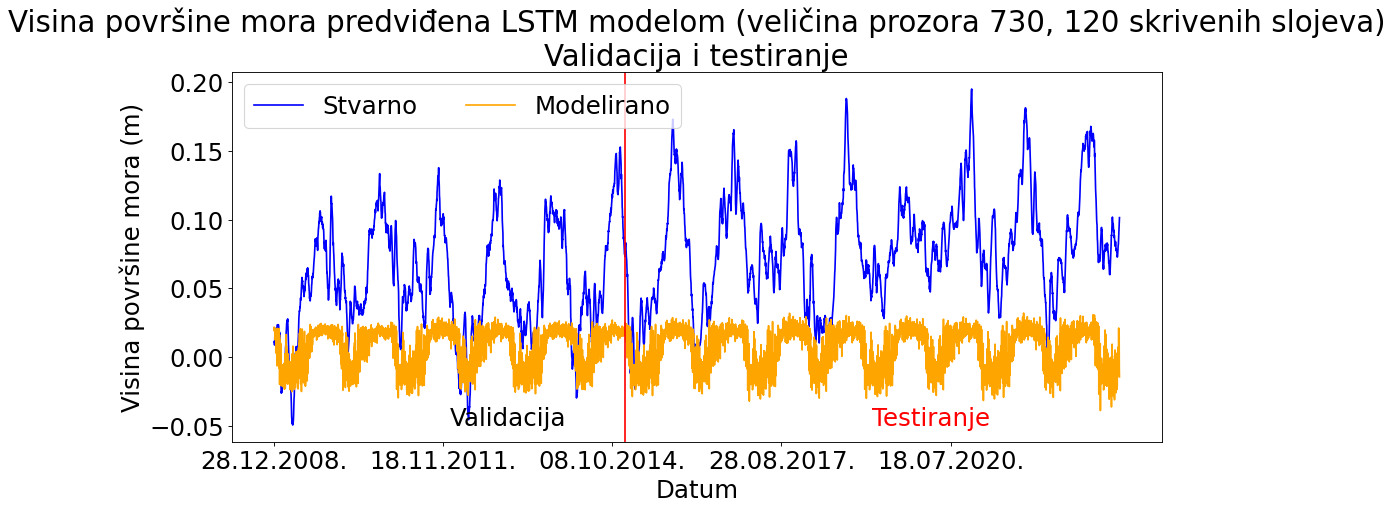 Visina površine mora predviđena LSTM modelom (veličina prozora 730, 120 skrivenih slojeva)
Validacija i testiranje
Stvarno
Modelirano
Visina površine mora (m)
0.20
0.15
0.10
0.05
0.00
−0.05
Validacija
Testiranje
28.12.2008.
18.11.2011.
08.10.2014.
28.08.2017.
18.07.2020.
Datum